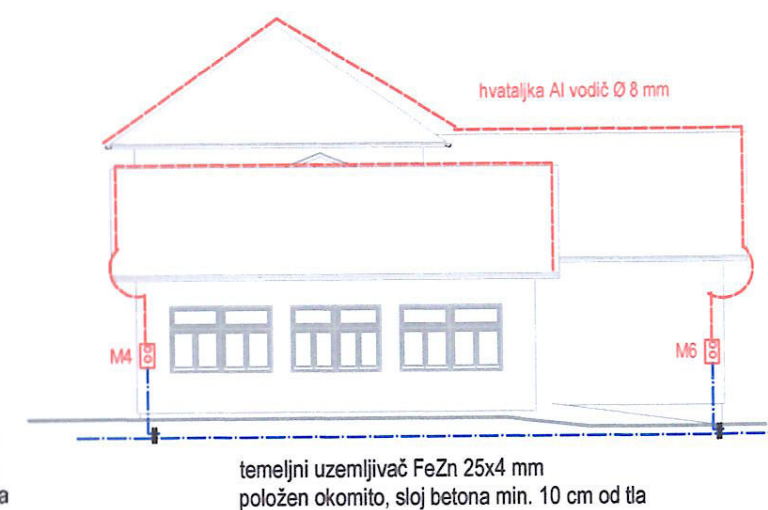 hvataljka Al vodič Ø 8 mm
M4
M6
temeljni uzemljivač FeZn 25x4 mm
a
položen okomito, sloj betona min. 10 cm od tla